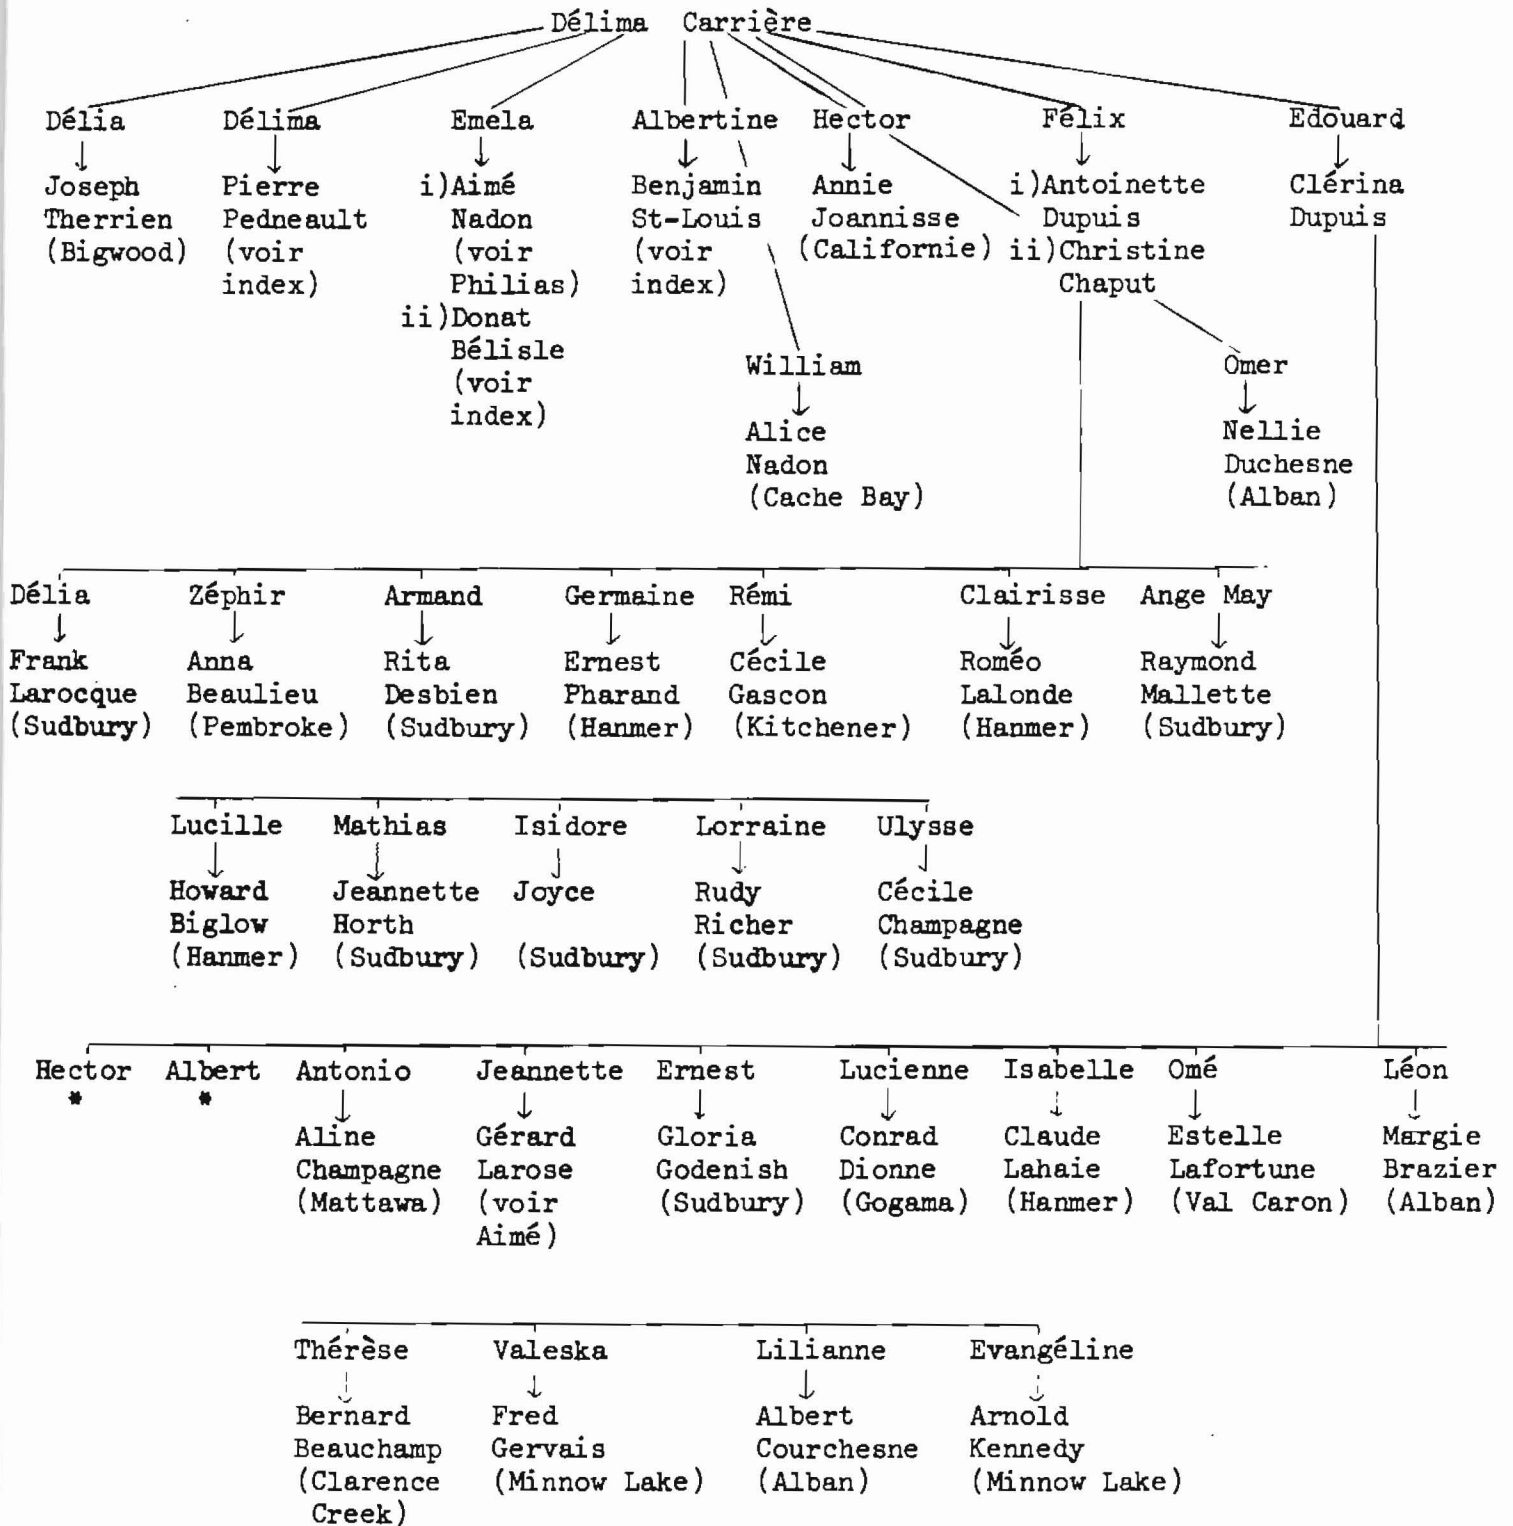 Délima Carrière
Délia Délima Emela Albertine Hector Félix Edouard
Joseph Pierre i)Aimé Benjamin Annie i)Antoinette Clérina
Therrien Pedneault Nadon St-Louis Joannisse Dupuis Dupuis
(Bigwood) (voir (voir (voir (Californie) ii)Christine
index) Philias) index) Chaput
ii)Donat
Bélisle
(voir William Omer
index)
Alice Nellie
Nadon Duchesne
(Cache Bay) (Alban)
Délia Zéphir Armand Germaine Rémi Clairisse Ange May
Frank Anna Rita Ernest Cécile Roméo Raymond
Larocque Beaulieu Desbien Pharand Gascon Lalonde Mallette
(Sudbury) (Pembroke) (Sudbury) (Hanmer) (Kitchener) (Hanmer) (Sudbury)
Lucille Mathias Isidore Lorraine Ulysse
Howard Jeannette Joyce Rudy Cécile
Biglow Horth Richer Champagne
(Hanmer) (Sudbury) (Sudbury) (Sudbury) (Sudbury)
Hector Albert Antonio Jeannette Ernest Lucienne Isabelle Omé Léon
* *
Aline Gérard Gloria Conrad Claude Estelle Margie
Champagne Larose Godenish Dionne Lahaie Lafortune Brazier
(Mattawa) (voir (Sudbury) (Gogama) (Hanmer) (Val Caron) (Alban)
Aimé)
Thérèse Valeska Lilianne Evangéline
Bernard Fred Albert Arnold
Beauchamp Gervais Courchesne Kennedy
(Clarence (Minnow Lake) (Alban) (Minnow Lake)
Creek)